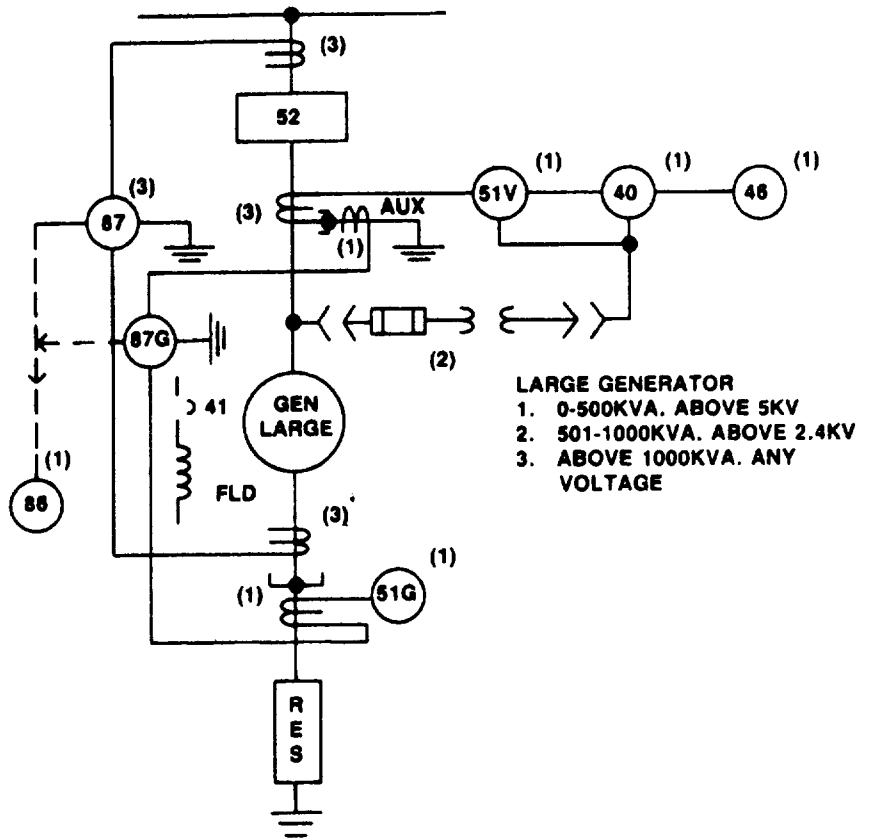 (3)
52
(3)
87
(3)
AUX
(1)
51V
(1)
40
(1)
46
(1)
87G
(2)
41
GEN
LARGE
FLD
LARGE GENERATOR
1. 0-500KVA. ABOVE 5KV
2. 501-1000KVA. ABOVE 2.4KV
3. ABOVE 1000KVA. ANY
VOLTAGE
(1)
86
(3)
(1)
51G
(1)
R
E
S